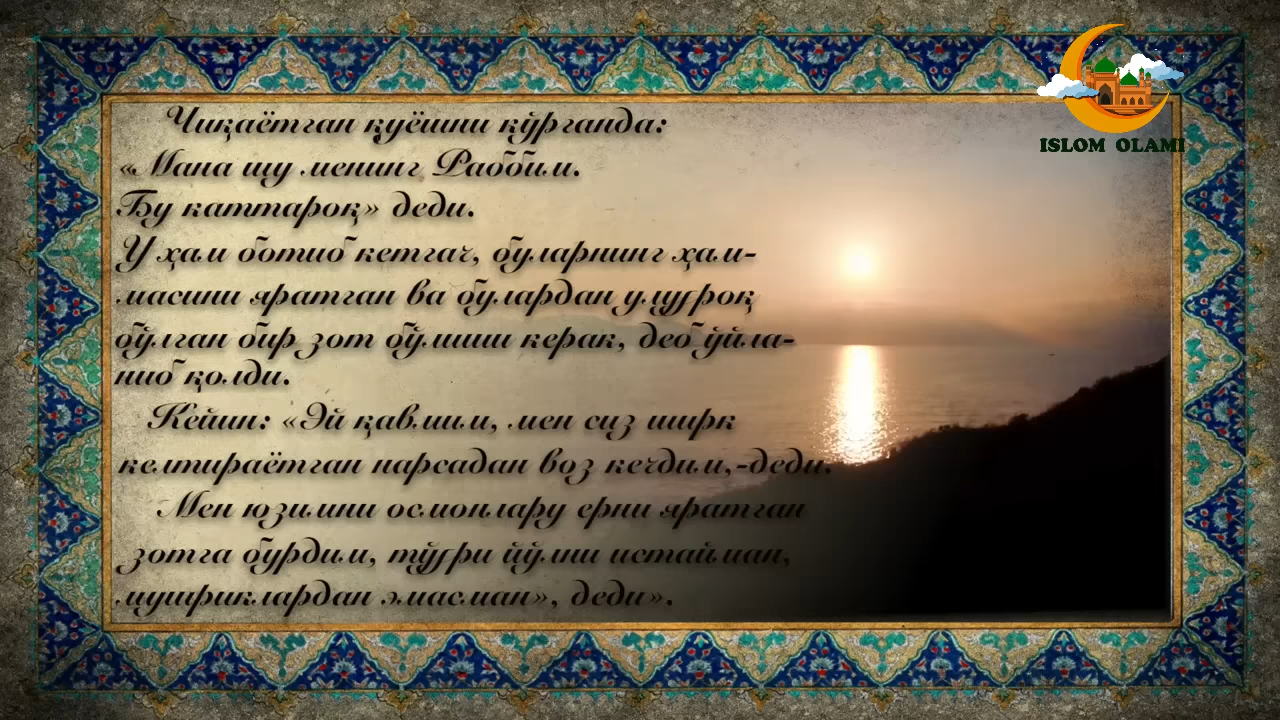 Чиқаётган қуёшни кўрганда:
«Мана шу менинг Раббим.
Бу каттароқ» деди.
У ҳам ботиб кетгач, буларнинг ҳам-
масини яратган ва булардан улуғроқ
бўлган бир зот бўлиши керак, деб ўйла-
ниб қолди.
Кейин: «Эй қавмим, мен сиз ширк
келтираётган нарсадан воз кечдим,-деди.
Мен юзимни осмонлару ерни яратган
зотга бурдим, тўғри йўлни истайман,
мушриклардан эмасман», деди».
ISLOM OLAMI